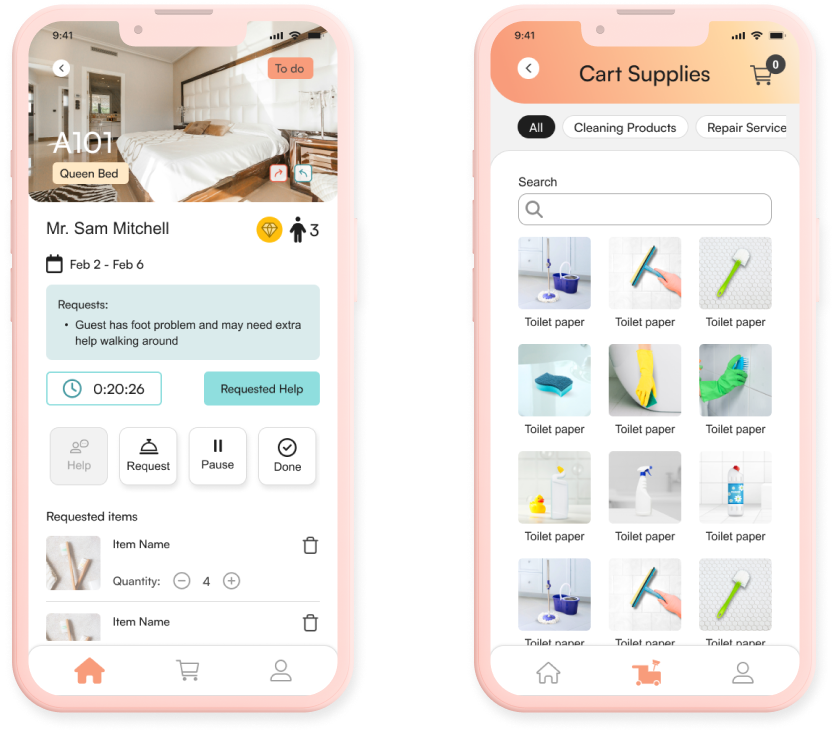 9:41
To do
A101
Queen Bed
Mr. Sam Mitchell
3
Feb 2 - Feb 6
Requests:
• Guest has foot problem and may need extra
help walking around
0:20:26
Requested Help
Help
Request
Pause
Done
Requested items
Item Name
Quantity:
4
Item Name
9:41
Cart Supplies
0
All
Cleaning Products
Repair Service
Search
Toilet paper
Toilet paper
Toilet paper
Toilet paper
Toilet paper
Toilet paper
Toilet paper
Toilet paper
Toilet paper
Toilet paper
Toilet paper
Toilet paper